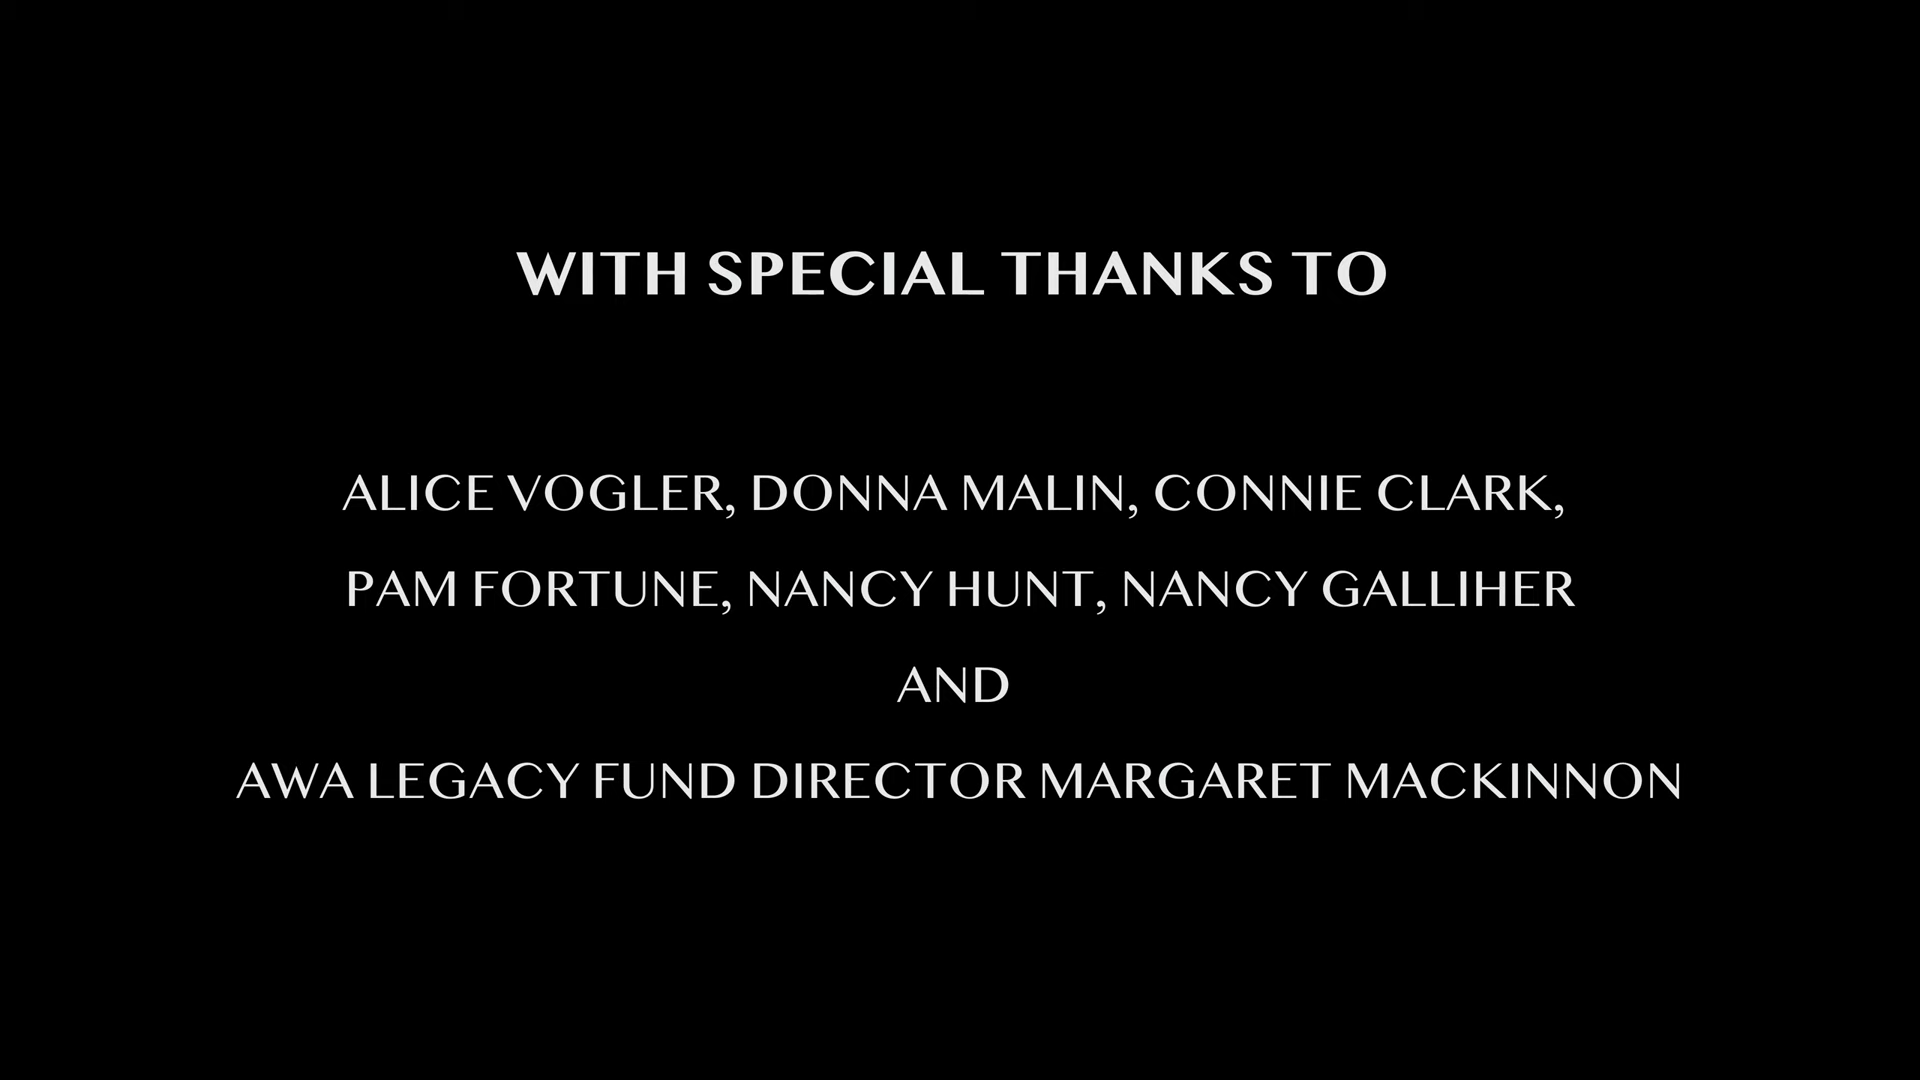 WITH SPECIAL THANKS TO
ALICE VOGLER, DONNA MALIN, CONNIE CLARK,
PAM FORTUNE, NANCY HUNT, NANCY GALLIHER
AND
AWA LEGACY FUND DIRECTOR MARGARET MACKINNON